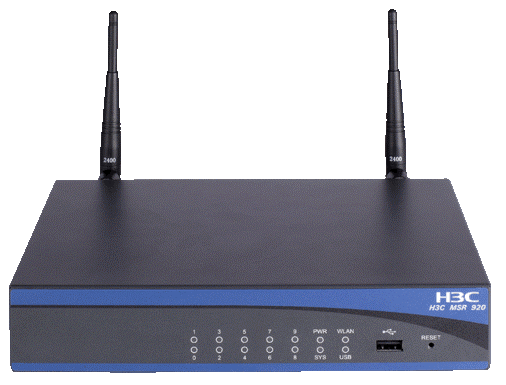 2400
2400
H3C
H3C MSR 920
1 3 5 7 9 PWR WLAN
0 2 4 6 8 SYS USB
RESET